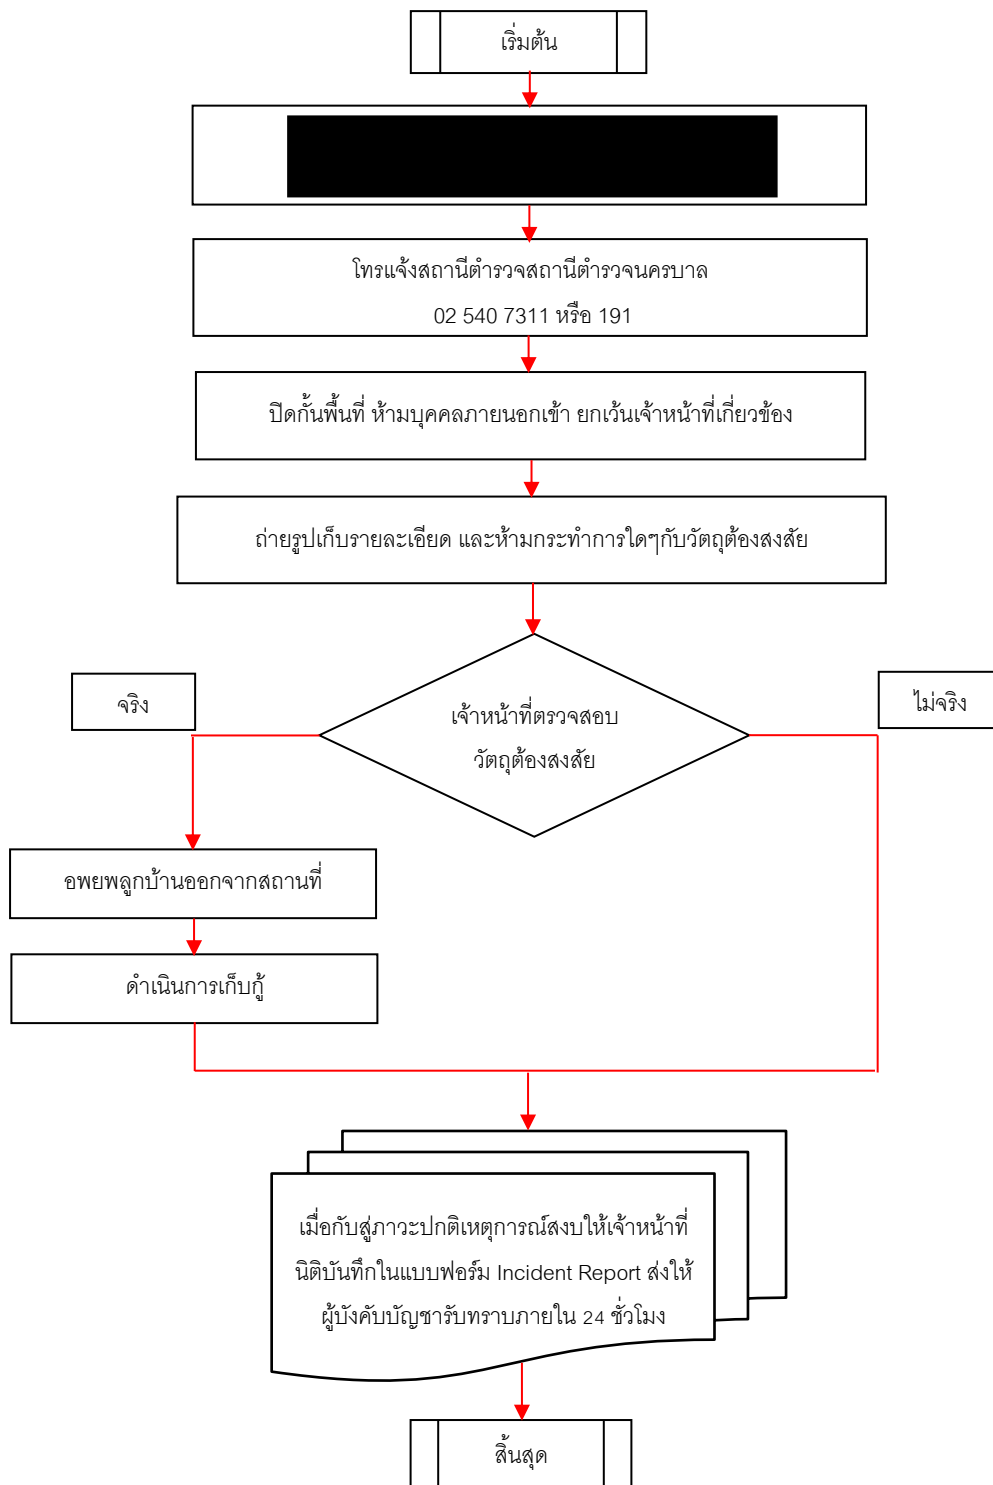 เริ่มต้น
โทรแจ้งสถานีตำรวจสถานีตำรวจนครบาล
02 540 7311 หรือ 191
ปิดกั้นพื้นที่ ห้ามบุคคลภายนอกเข้า ยกเว้นเจ้าหน้าที่เกี่ยวข้อง
ถ่ายรูปเก็บรายละเอียด และห้ามกระทำการใดๆกับวัตถุต้องสงสัย
จริง
เจ้าหน้าที่ตรวจสอบ
วัตถุต้องสงสัย
ไม่จริง
อพยพลูกบ้านออกจากสถานที่
ดำเนินการเก็บกู้
เมื่อกับสู่ภาวะปกติเหตุการณ์สงบให้เจ้าหน้าที่
นิติบันทึกในแบบฟอร์ม Incident Report ส่งให้
ผู้บังคับบัญชารับทราบภายใน 24 ชั่วโมง
สิ้นสุด